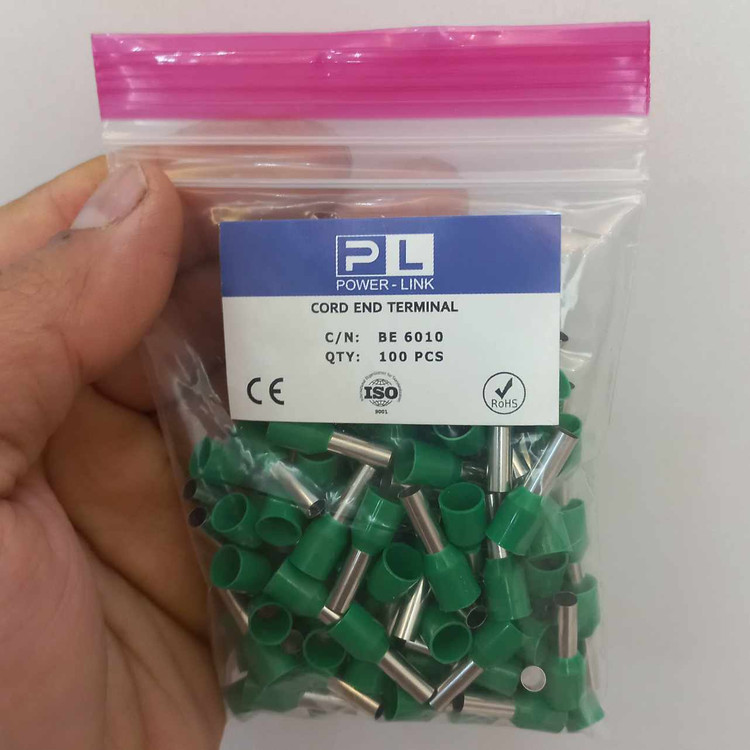 PL
POWER - LINK
CORD END TERMINAL
C/N: BE 6010
QTY: 100 PCS
CE
ISO
9001
RoHS